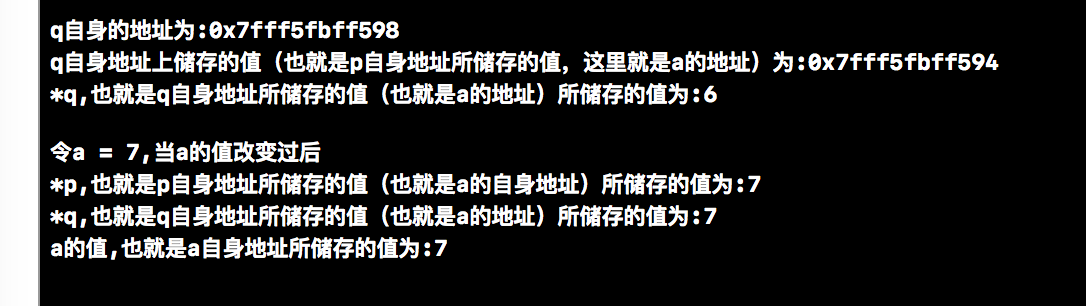 q自身的地址为:0x7fff5fbff598
q自身地址上储存的值（也就是p自身地址所储存的值，这里就是a的地址）为:0x7fff5fbff594
*q,也就是q自身地址所储存的值（也就是a的地址）所储存的值为:6
令a = 7,当a的值改变过后
*p,也就是p自身地址所储存的值（也就是a的自身地址）所储存的值为:7
*q,也就是q自身地址所储存的值（也就是a的地址）所储存的值为:7
a的值,也就是a自身地址所储存的值为:7